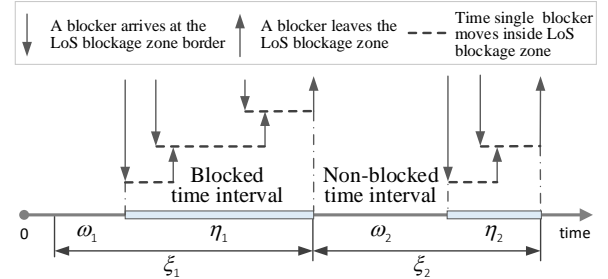 A blocker arrives at the
LoS blockage zone border
A blocker leaves the
LoS blockage zone
Time single blocker
moves inside LoS
blockage zone
Blocked
time interval
Non-blocked
time interval
0
ω1
η1
ω2
η2
time
ξ1
ξ2